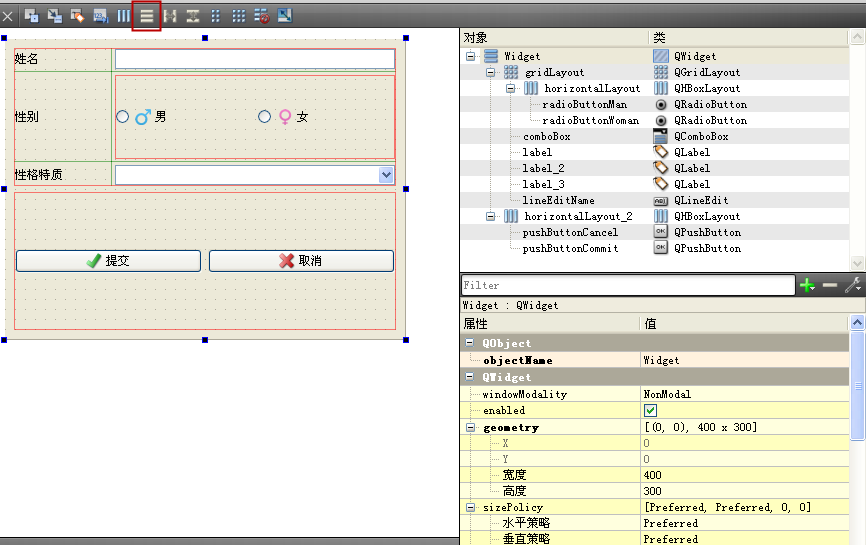 姓名
性别
男
女
性格特质
提交
取消
对象 类
Widget QWidget
gridLayout QGridLayout
horizontalLayout QHBoxLayout
radioButtonMan QRadioButton
radioButtonWoman QRadioButton
comboBox QComboBox
label QLabel
label_2 QLabel
label_3 QLabel
lineEditName QLineEdit
horizontalLayout_2 QHBoxLayout
pushButtonCancel QPushButton
pushButtonCommit QPushButton
Filter
Widget : QWidget
属性 值
QObject
objectName Widget
QWidget
windowModality NonModal
enabled
geometry [(0, 0), 400 x 300]
X 0
Y 0
宽度 400
高度 300
sizePolicy [Preferred, Preferred, 0, 0]
水平策略 Preferred
垂直策略 Preferred